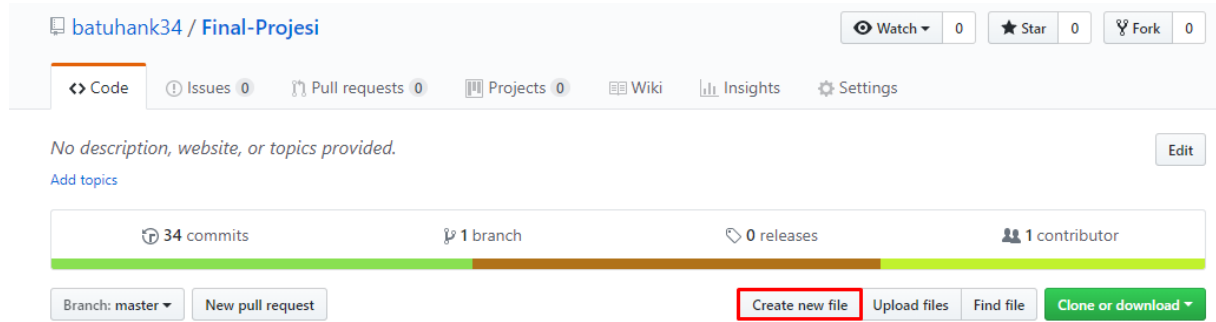 batuhank34 / Final-Projesi Watch 0 Star 0 Fork 0
Code Issues 0 Pull requests 0 Projects 0 Wiki Insights Settings
No description, website, or topics provided. Edit
Add topics
34 commits 1 branch 0 releases 1 contributor
Branch: master New pull request Create new file Upload files Find file Clone or download